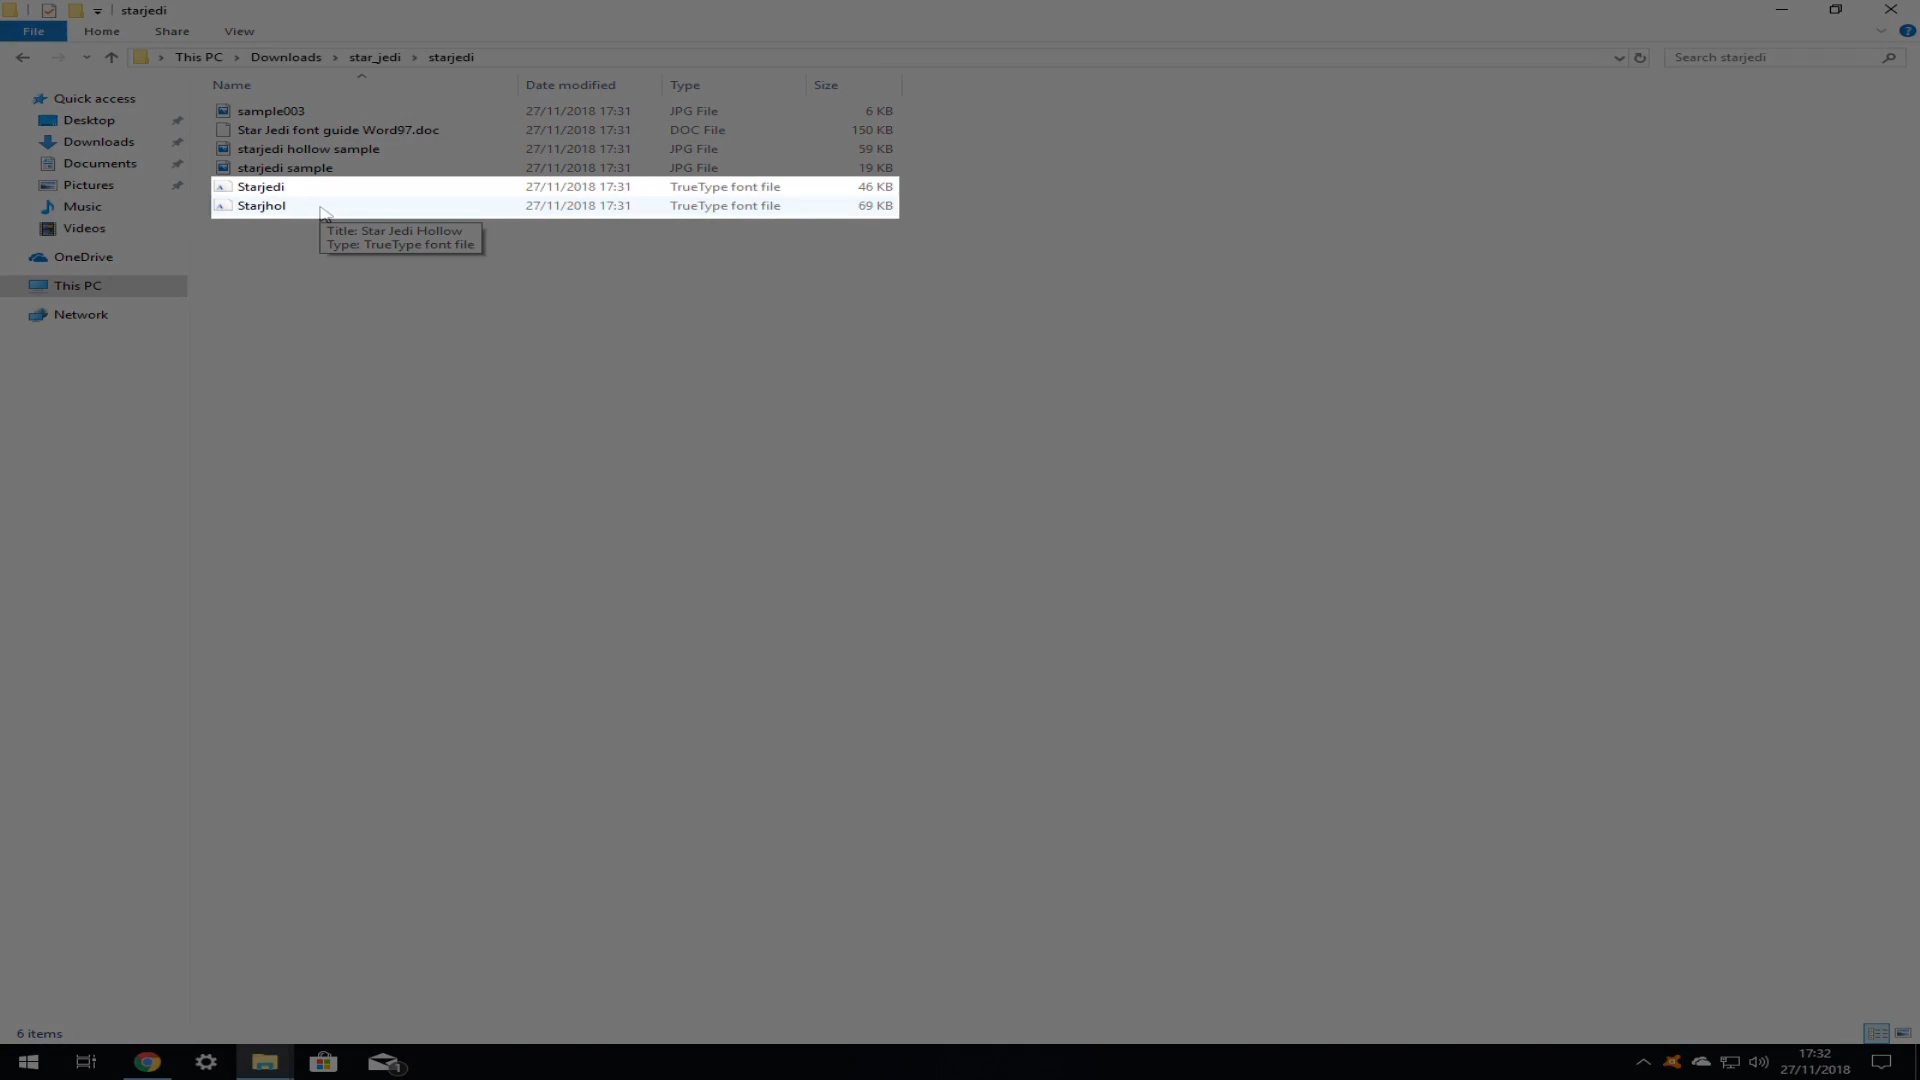 starjedi
File Home Share View
This PC Downloads star_jedi starjedi Search starjedi
Name Date modified Type Size
Quick access
Desktop
Downloads
Documents
Pictures
Music
Videos
OneDrive
This PC
Network
sample003 27/11/2018 17:31 JPG File 6 KB
Star Jedi font guide Word97.doc 27/11/2018 17:31 DOC File 150 KB
starjedi hollow sample 27/11/2018 17:31 JPG File 59 KB
starjedi sample 27/11/2018 17:31 JPG File 19 KB
Starjedi 27/11/2018 17:31 TrueType font file 46 KB
Starjhol 27/11/2018 17:31 TrueType font file 69 KB
Title: Star Jedi Hollow
Type: TrueType font file
6 items
1
17:32
27/11/2018